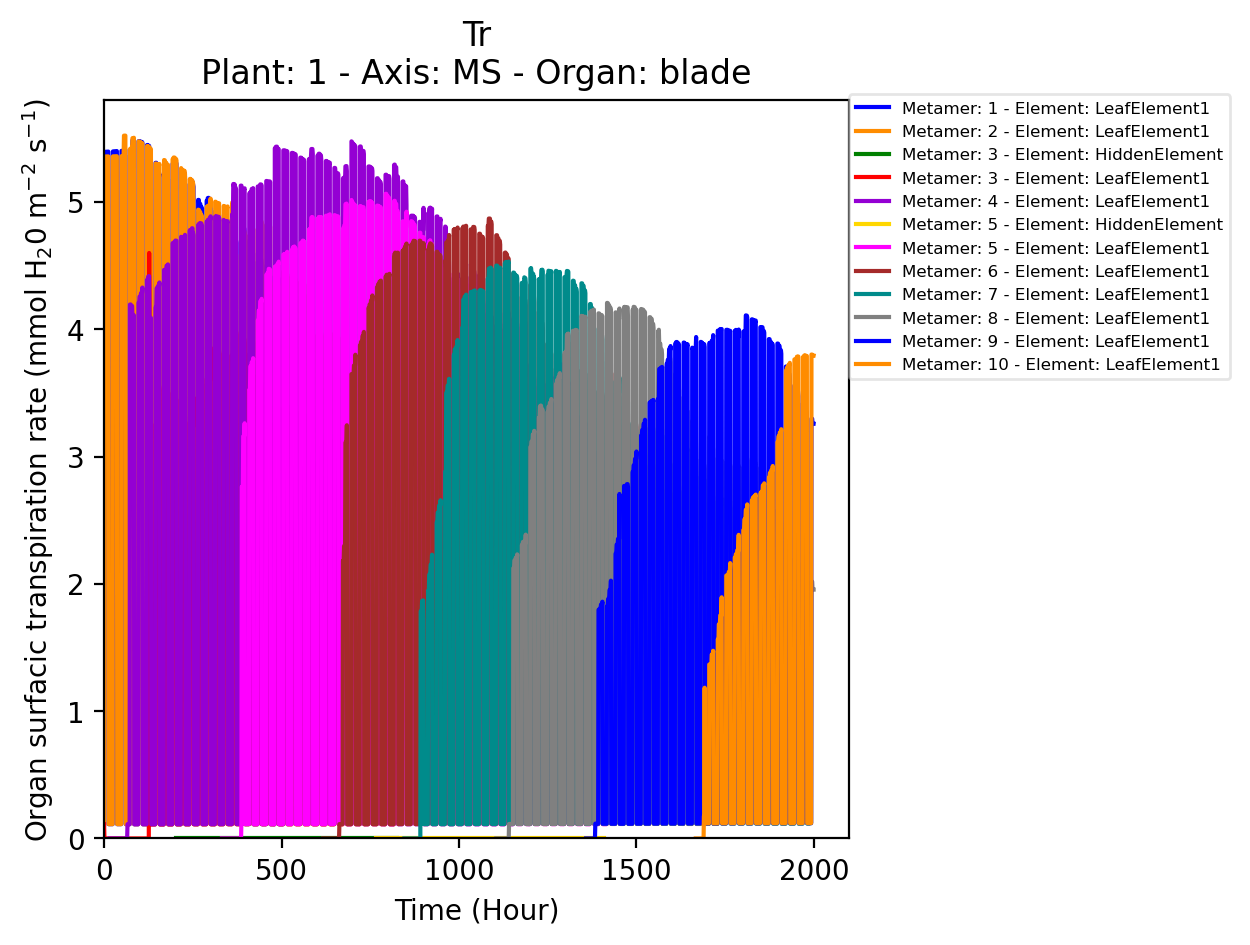 Tr
Plant: 1 - Axis: MS - Organ: blade
Organ surfacic transpiration rate (mmol H₂0 m⁻² s⁻¹)
5
4
3
2
1
0
0 500 1000 1500 2000
Time (Hour)
Metamer: 1 - Element: LeafElement1
Metamer: 2 - Element: LeafElement1
Metamer: 3 - Element: HiddenElement
Metamer: 3 - Element: LeafElement1
Metamer: 4 - Element: LeafElement1
Metamer: 5 - Element: HiddenElement
Metamer: 5 - Element: LeafElement1
Metamer: 6 - Element: LeafElement1
Metamer: 7 - Element: LeafElement1
Metamer: 8 - Element: LeafElement1
Metamer: 9 - Element: LeafElement1
Metamer: 10 - Element: LeafElement1